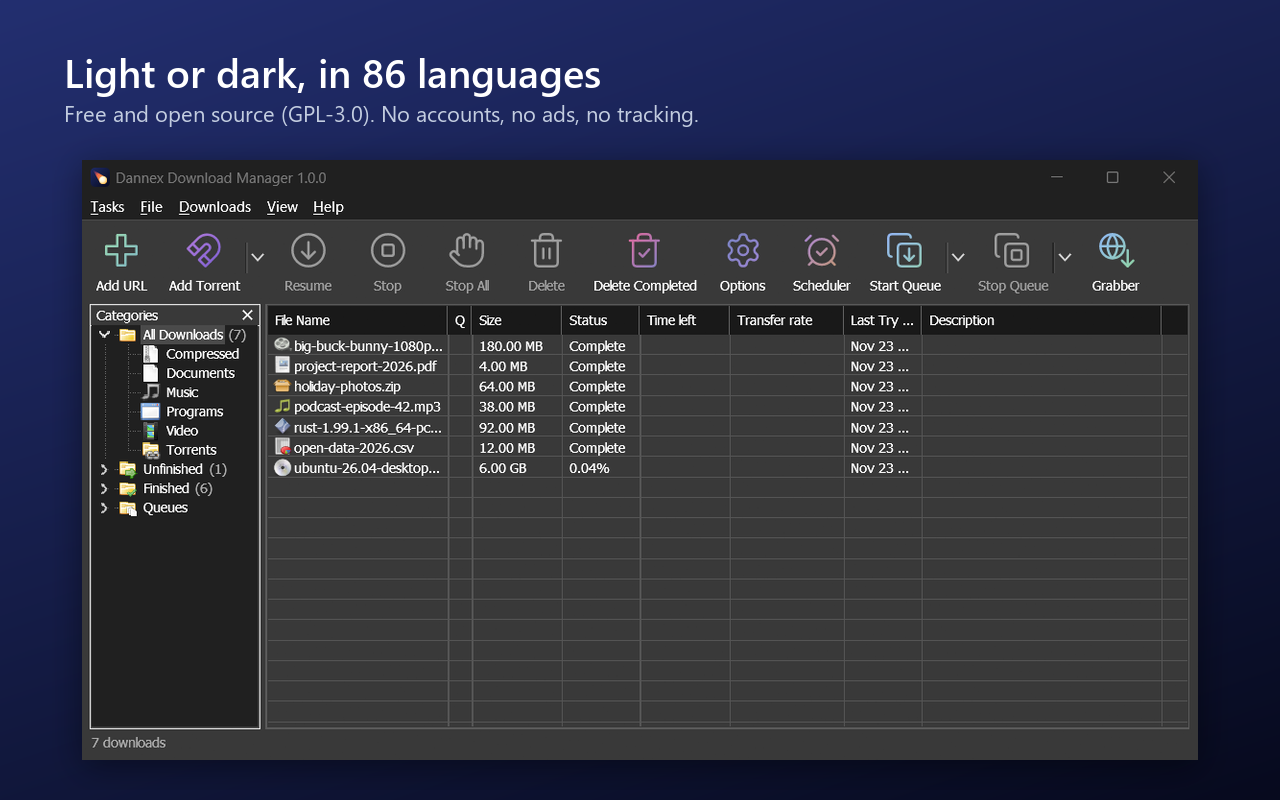 Light or dark, in 86 languages
Free and open source (GPL-3.0). No accounts, no ads, no tracking.
Dannex Download Manager 1.0.0
Tasks File Downloads View Help
Add URL Add Torrent Resume Stop Stop All Delete Delete Completed Options Scheduler Start Queue Stop Queue Grabber
Categories
All Downloads (7)
Compressed
Documents
Music
Programs
Video
Torrents
Unfinished (1)
Finished (6)
Queues
File Name Q Size Status Time left Transfer rate Last Try ... Description
big-buck-bunny-1080p... 180.00 MB Complete Nov 23 ...
project-report-2026.pdf 4.00 MB Complete Nov 23 ...
holiday-photos.zip 64.00 MB Complete Nov 23 ...
podcast-episode-42.mp3 38.00 MB Complete Nov 23 ...
rust-1.99.1-x86_64-pc... 92.00 MB Complete Nov 23 ...
open-data-2026.csv 12.00 MB Complete Nov 23 ...
ubuntu-26.04-desktop... 6.00 GB 0.04% Nov 23 ...
7 downloads